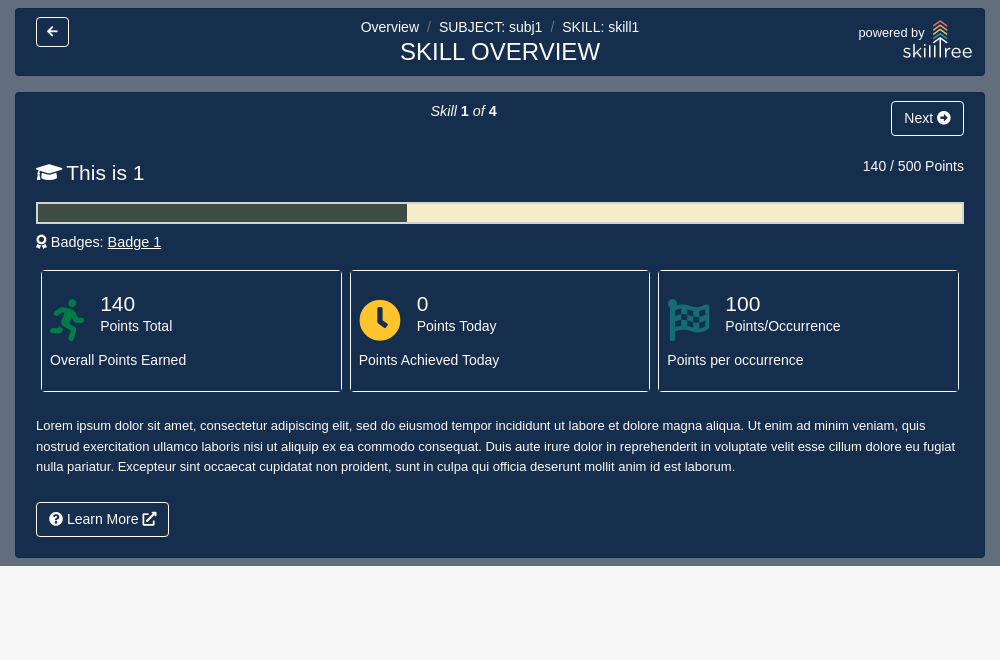 Overview / SUBJECT: subj1 / SKILL: skill1
SKILL OVERVIEW
powered by
skilltree
Skill 1 of 4
Next
This is 1
140 / 500 Points
Badges: Badge 1
140
Points Total
Overall Points Earned
0
Points Today
Points Achieved Today
100
Points/Occurrence
Points per occurrence
Lorem ipsum dolor sit amet, consectetur adipiscing elit, sed do eiusmod tempor incididunt ut labore et dolore magna aliqua. Ut enim ad minim veniam, quis
nostrud exercitation ullamco laboris nisi ut aliquip ex ea commodo consequat. Duis aute irure dolor in reprehenderit in voluptate velit esse cillum dolore eu fugiat
nulla pariatur. Excepteur sint occaecat cupidatat non proident, sunt in culpa qui officia deserunt mollit anim id est laborum.
Learn More